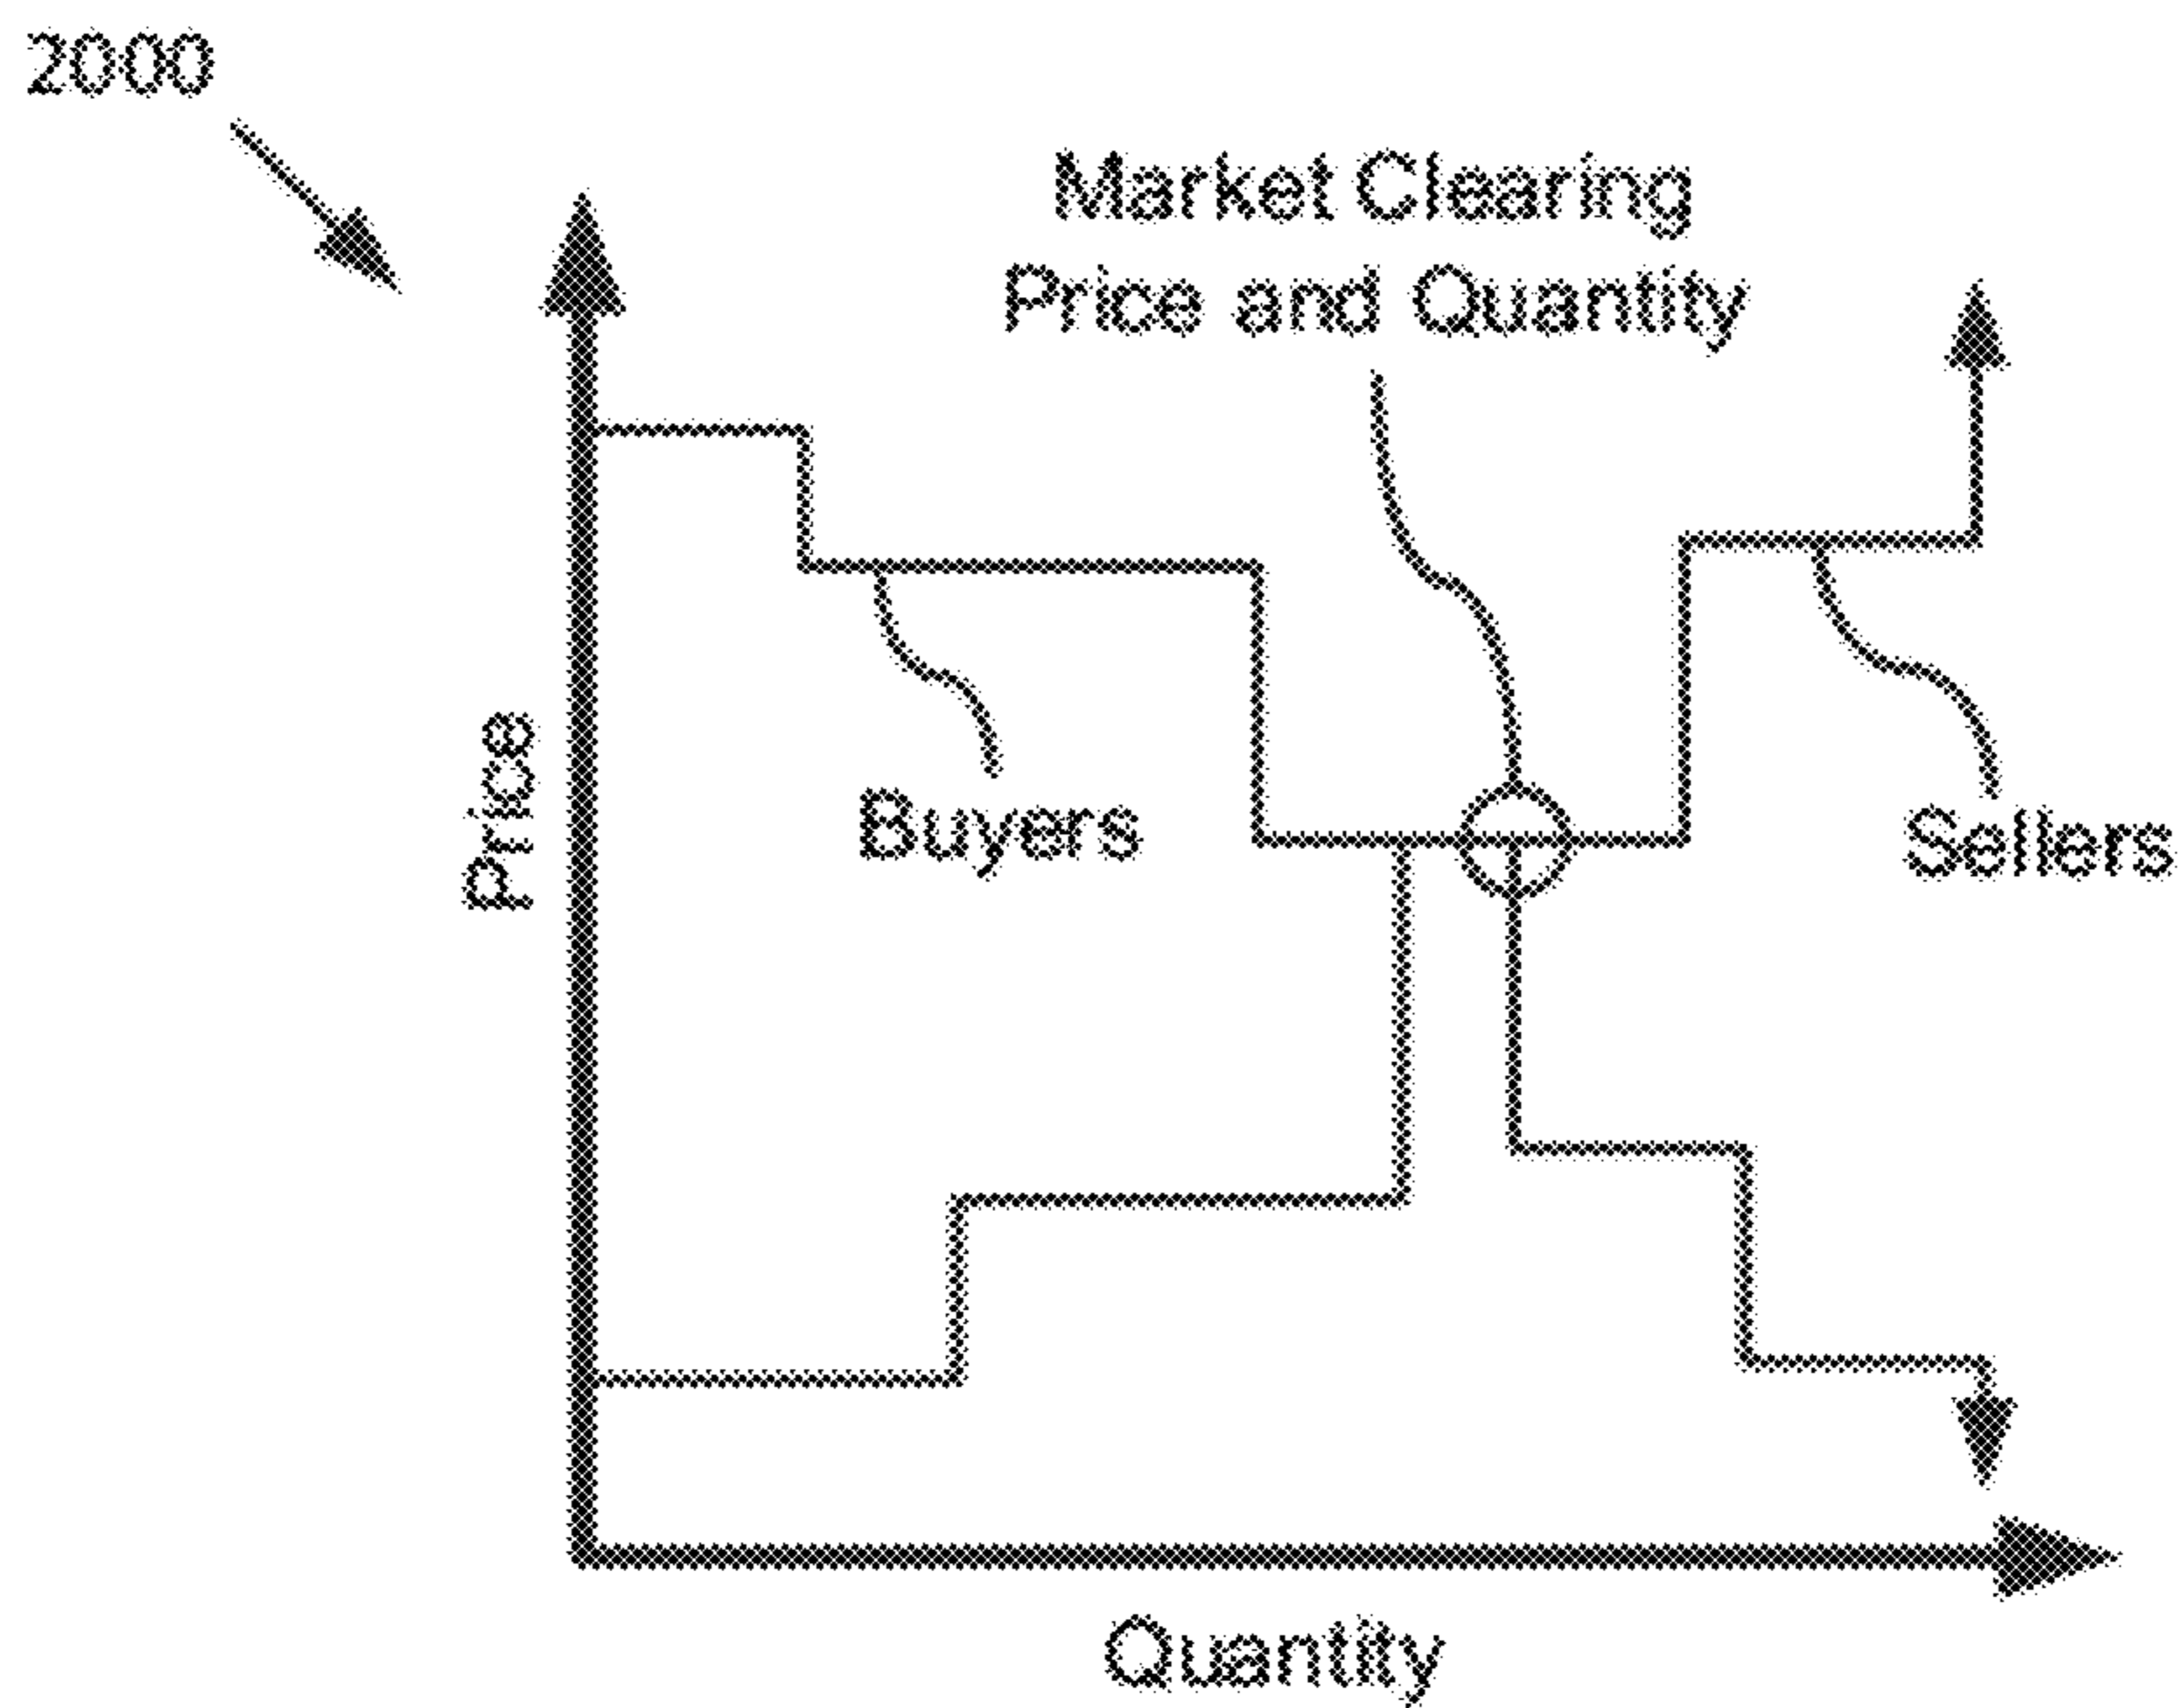 2000
Market Clearing
Price and Quantity
Price
Buyers
Sellers
Quantity